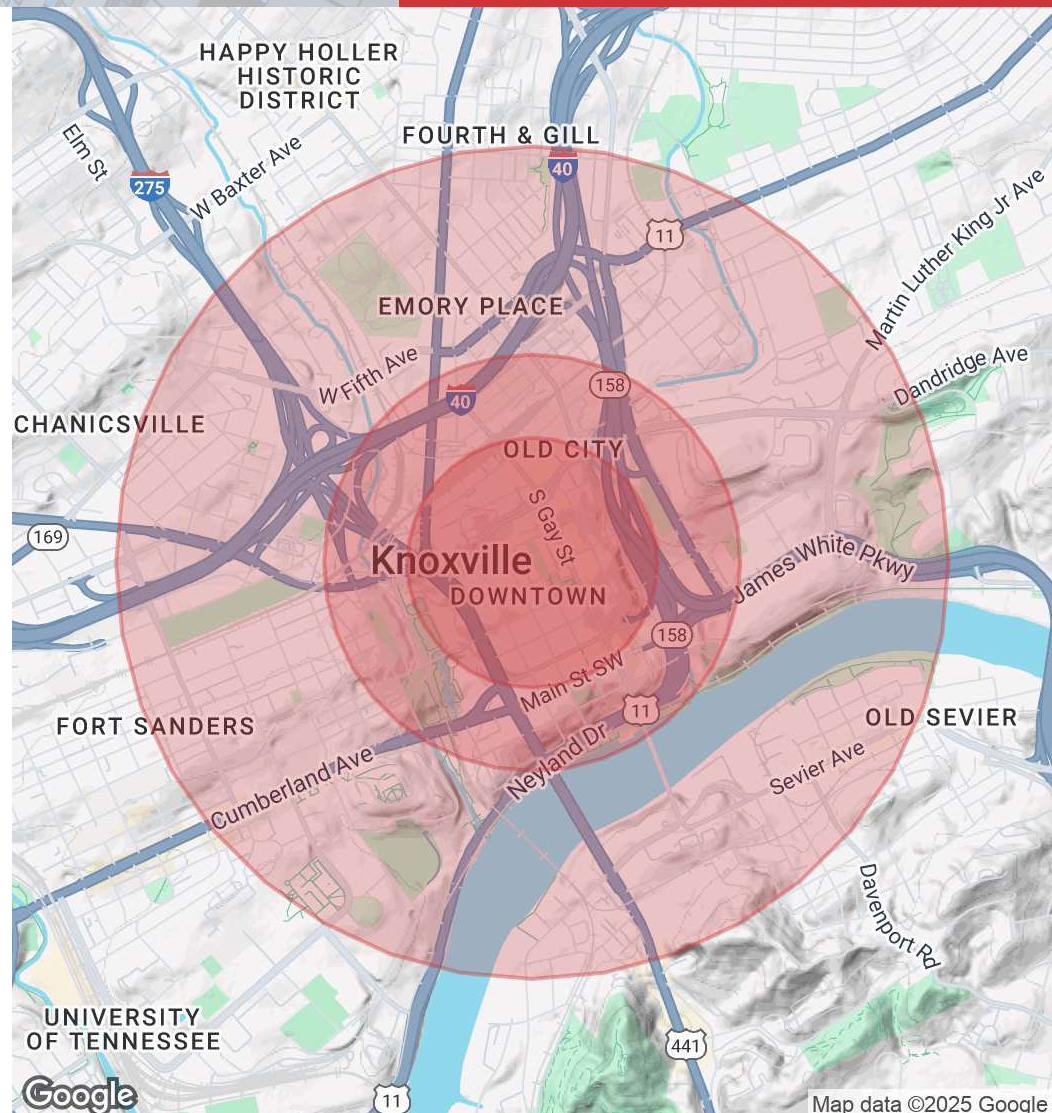 HAPPY HOLLER
HISTORIC
DISTRICT
FOURTH & GILL
Elm St
275
W Baxter Ave
40
11
Martin Luther King Jr Ave
EMORY PLACE
W Fifth Ave
158
Dandridge Ave
40
CHANICSVILLE
OLD CITY
S Gay St
169
Knoxville
DOWNTOWN
James White Pkwy
158
Main St SW
11
FORT SANDERS
OLD SEVIER
Neyland Dr
Sevier Ave
Cumberland Ave
Davenport Rd
UNIVERSITY
OF TENNESSEE
441
11
Google
Map data ©2025 Google